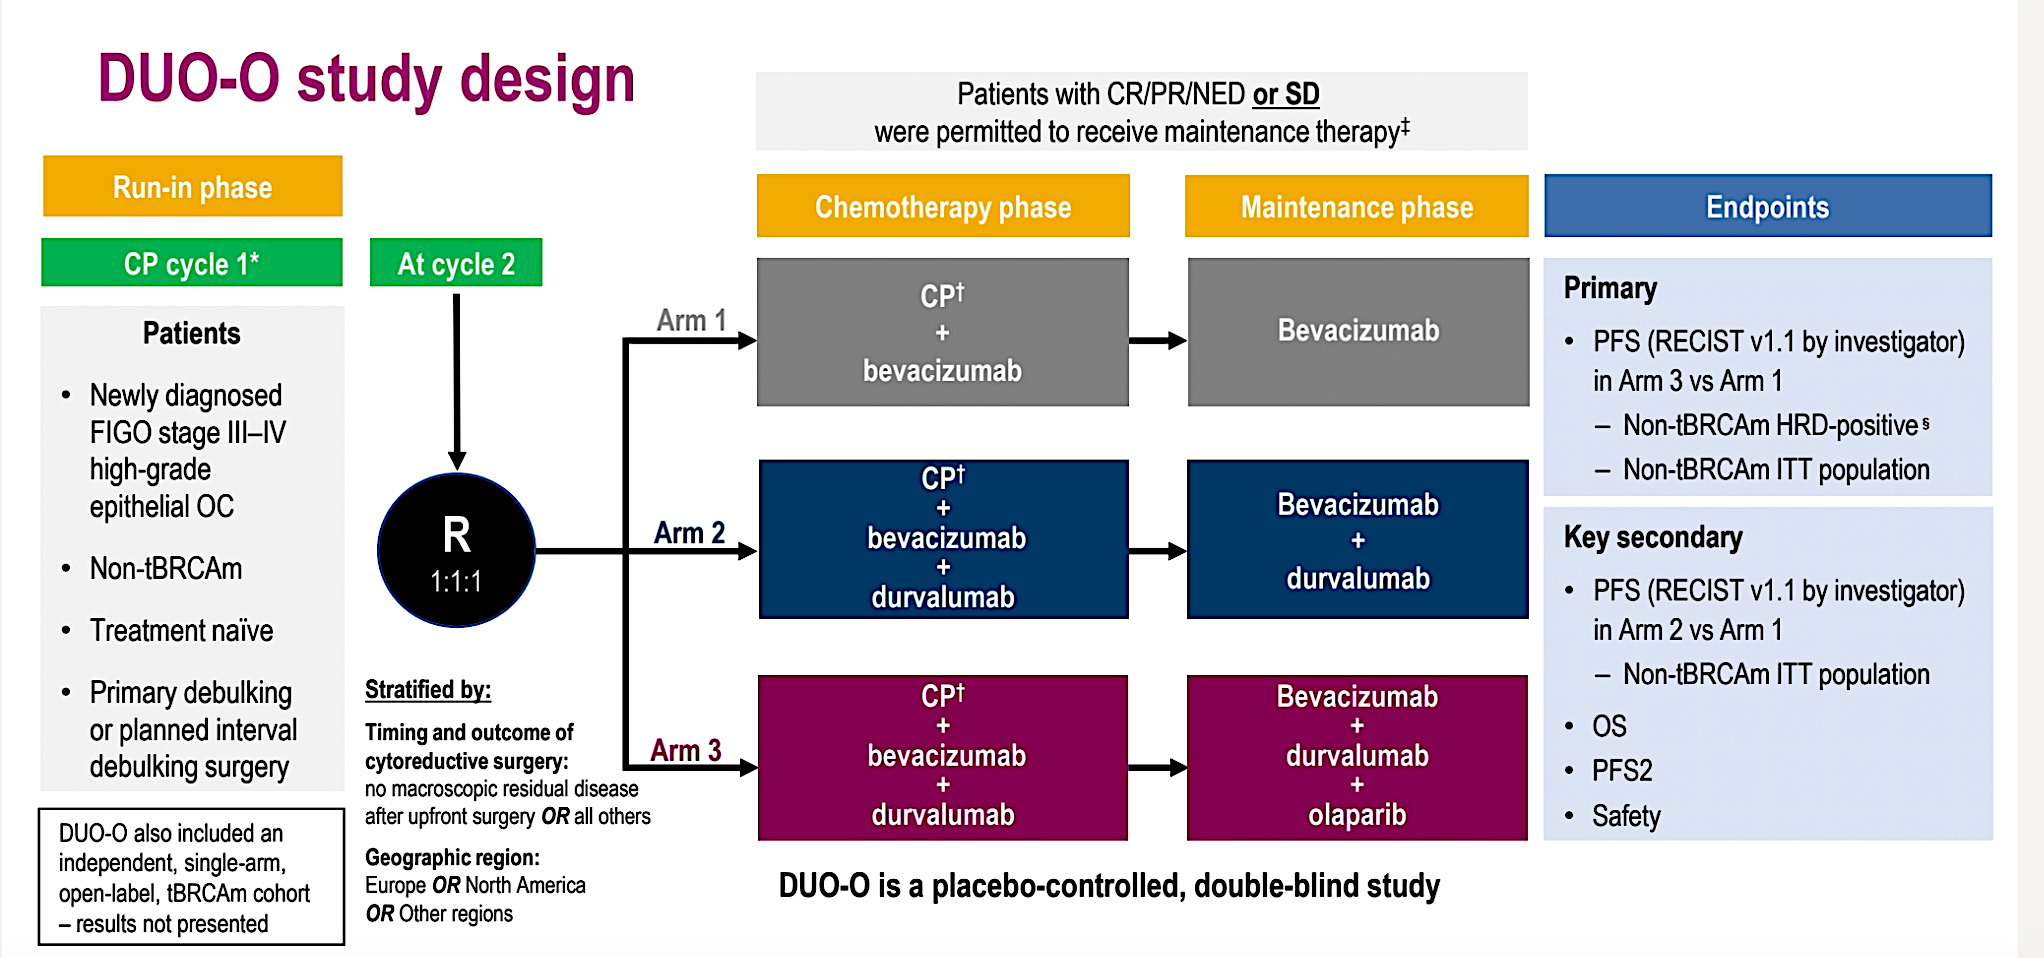 DUO-O study design
Patients with CR/PR/NED or SD
were permitted to receive maintenance therapy‡
Run-in phase
CP cycle 1*
Patients
• Newly diagnosed
FIGO stage III–IV
high-grade
epithelial OC
• Non-tBRCAm
• Treatment naïve
• Primary debulking
or planned interval
debulking surgery
DUO-O also included an
independent, single-arm,
open-label, tBRCAm cohort
– results not presented
At cycle 2
R
1:1:1
Stratified by:
Timing and outcome of
cytoreductive surgery:
no macroscopic residual disease
after upfront surgery OR all others
Geographic region:
Europe OR North America
OR Other regions
Arm 1
Arm 2
Arm 3
Chemotherapy phase
CP†
+
bevacizumab
CP†
+
bevacizumab
+
durvalumab
CP†
+
bevacizumab
+
durvalumab
Maintenance phase
Bevacizumab
Bevacizumab
+
durvalumab
Bevacizumab
+
durvalumab
+
olaparib
DUO-O is a placebo-controlled, double-blind study
Endpoints
Primary
• PFS (RECIST v1.1 by investigator)
in Arm 3 vs Arm 1
– Non-tBRCAm HRD-positive§
– Non-tBRCAm ITT population
Key secondary
• PFS (RECIST v1.1 by investigator)
in Arm 2 vs Arm 1
– Non-tBRCAm ITT population
• OS
• PFS2
• Safety